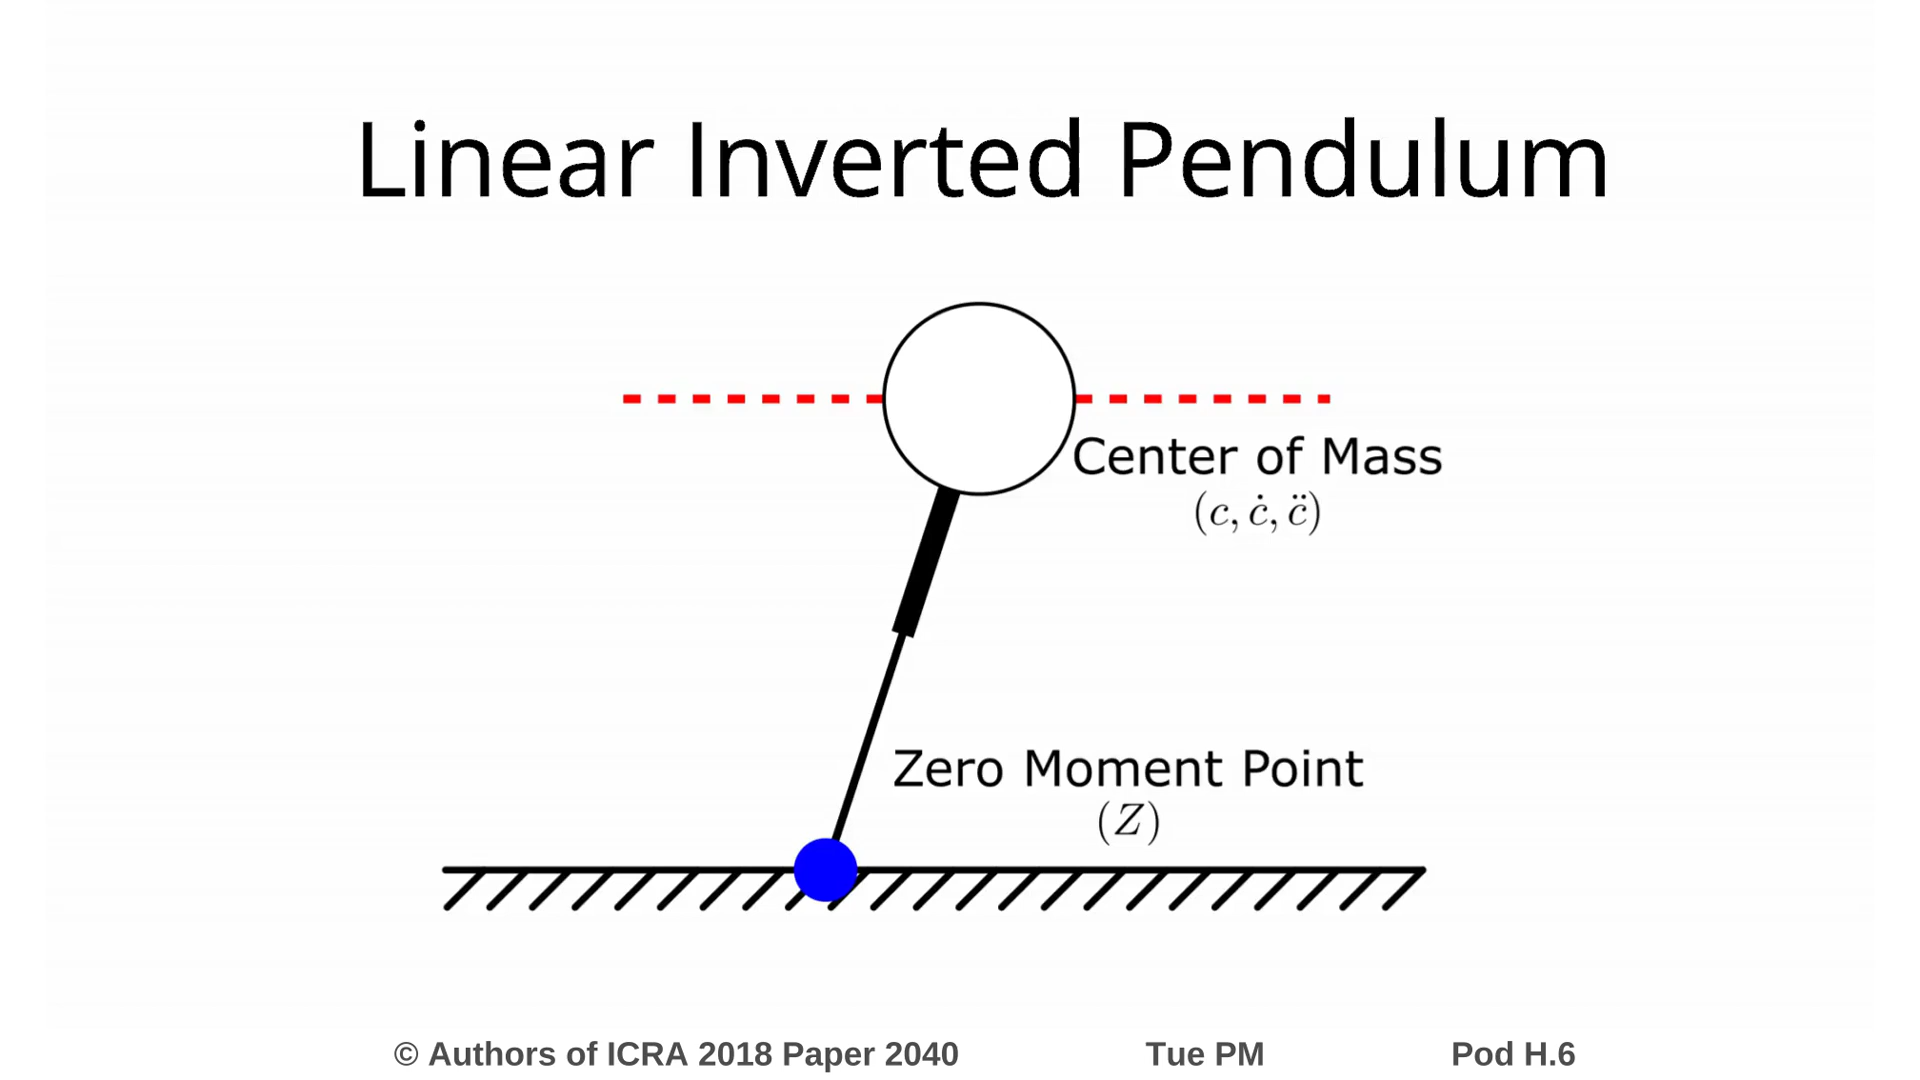 Linear Inverted Pendulum
Center of Mass
(c, ċ, c̈)
Zero Moment Point
(Z)
© Authors of ICRA 2018 Paper 2040 Tue PM Pod H.6